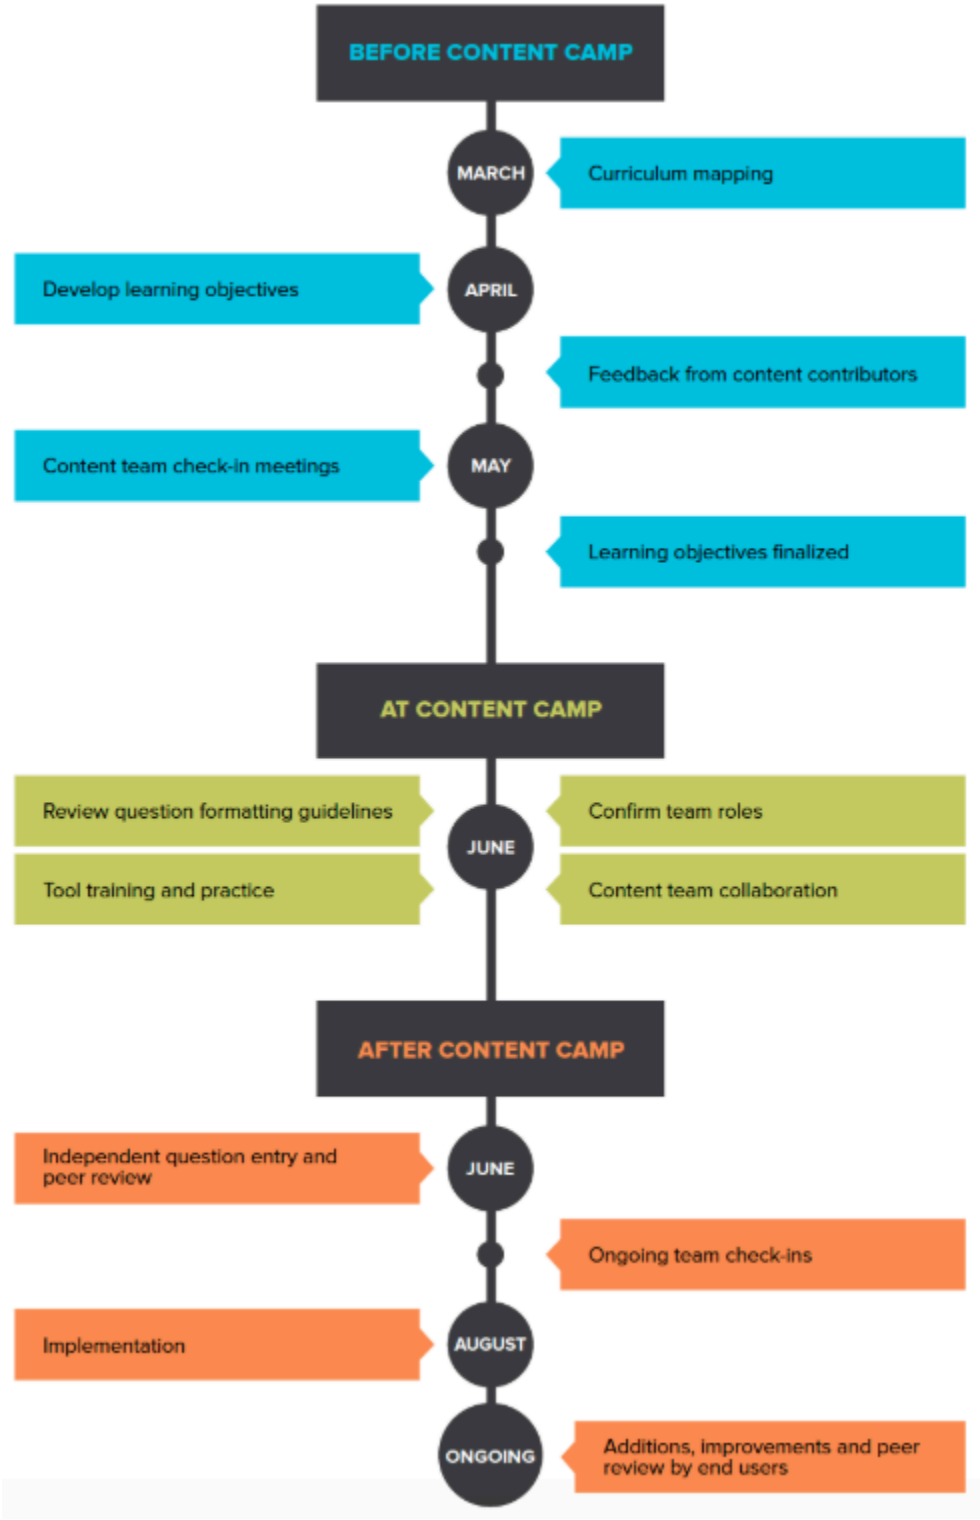 BEFORE CONTENT CAMP
MARCH
Curriculum mapping
Develop learning objectives
APRIL
Feedback from content contributors
Content team check-in meetings
MAY
Learning objectives finalized
AT CONTENT CAMP
Review question formatting guidelines
Confirm team roles
JUNE
Tool training and practice
Content team collaboration
AFTER CONTENT CAMP
Independent question entry and
peer review
JUNE
Ongoing team check-ins
Implementation
AUGUST
ONGOING
Additions, improvements and peer
review by end users